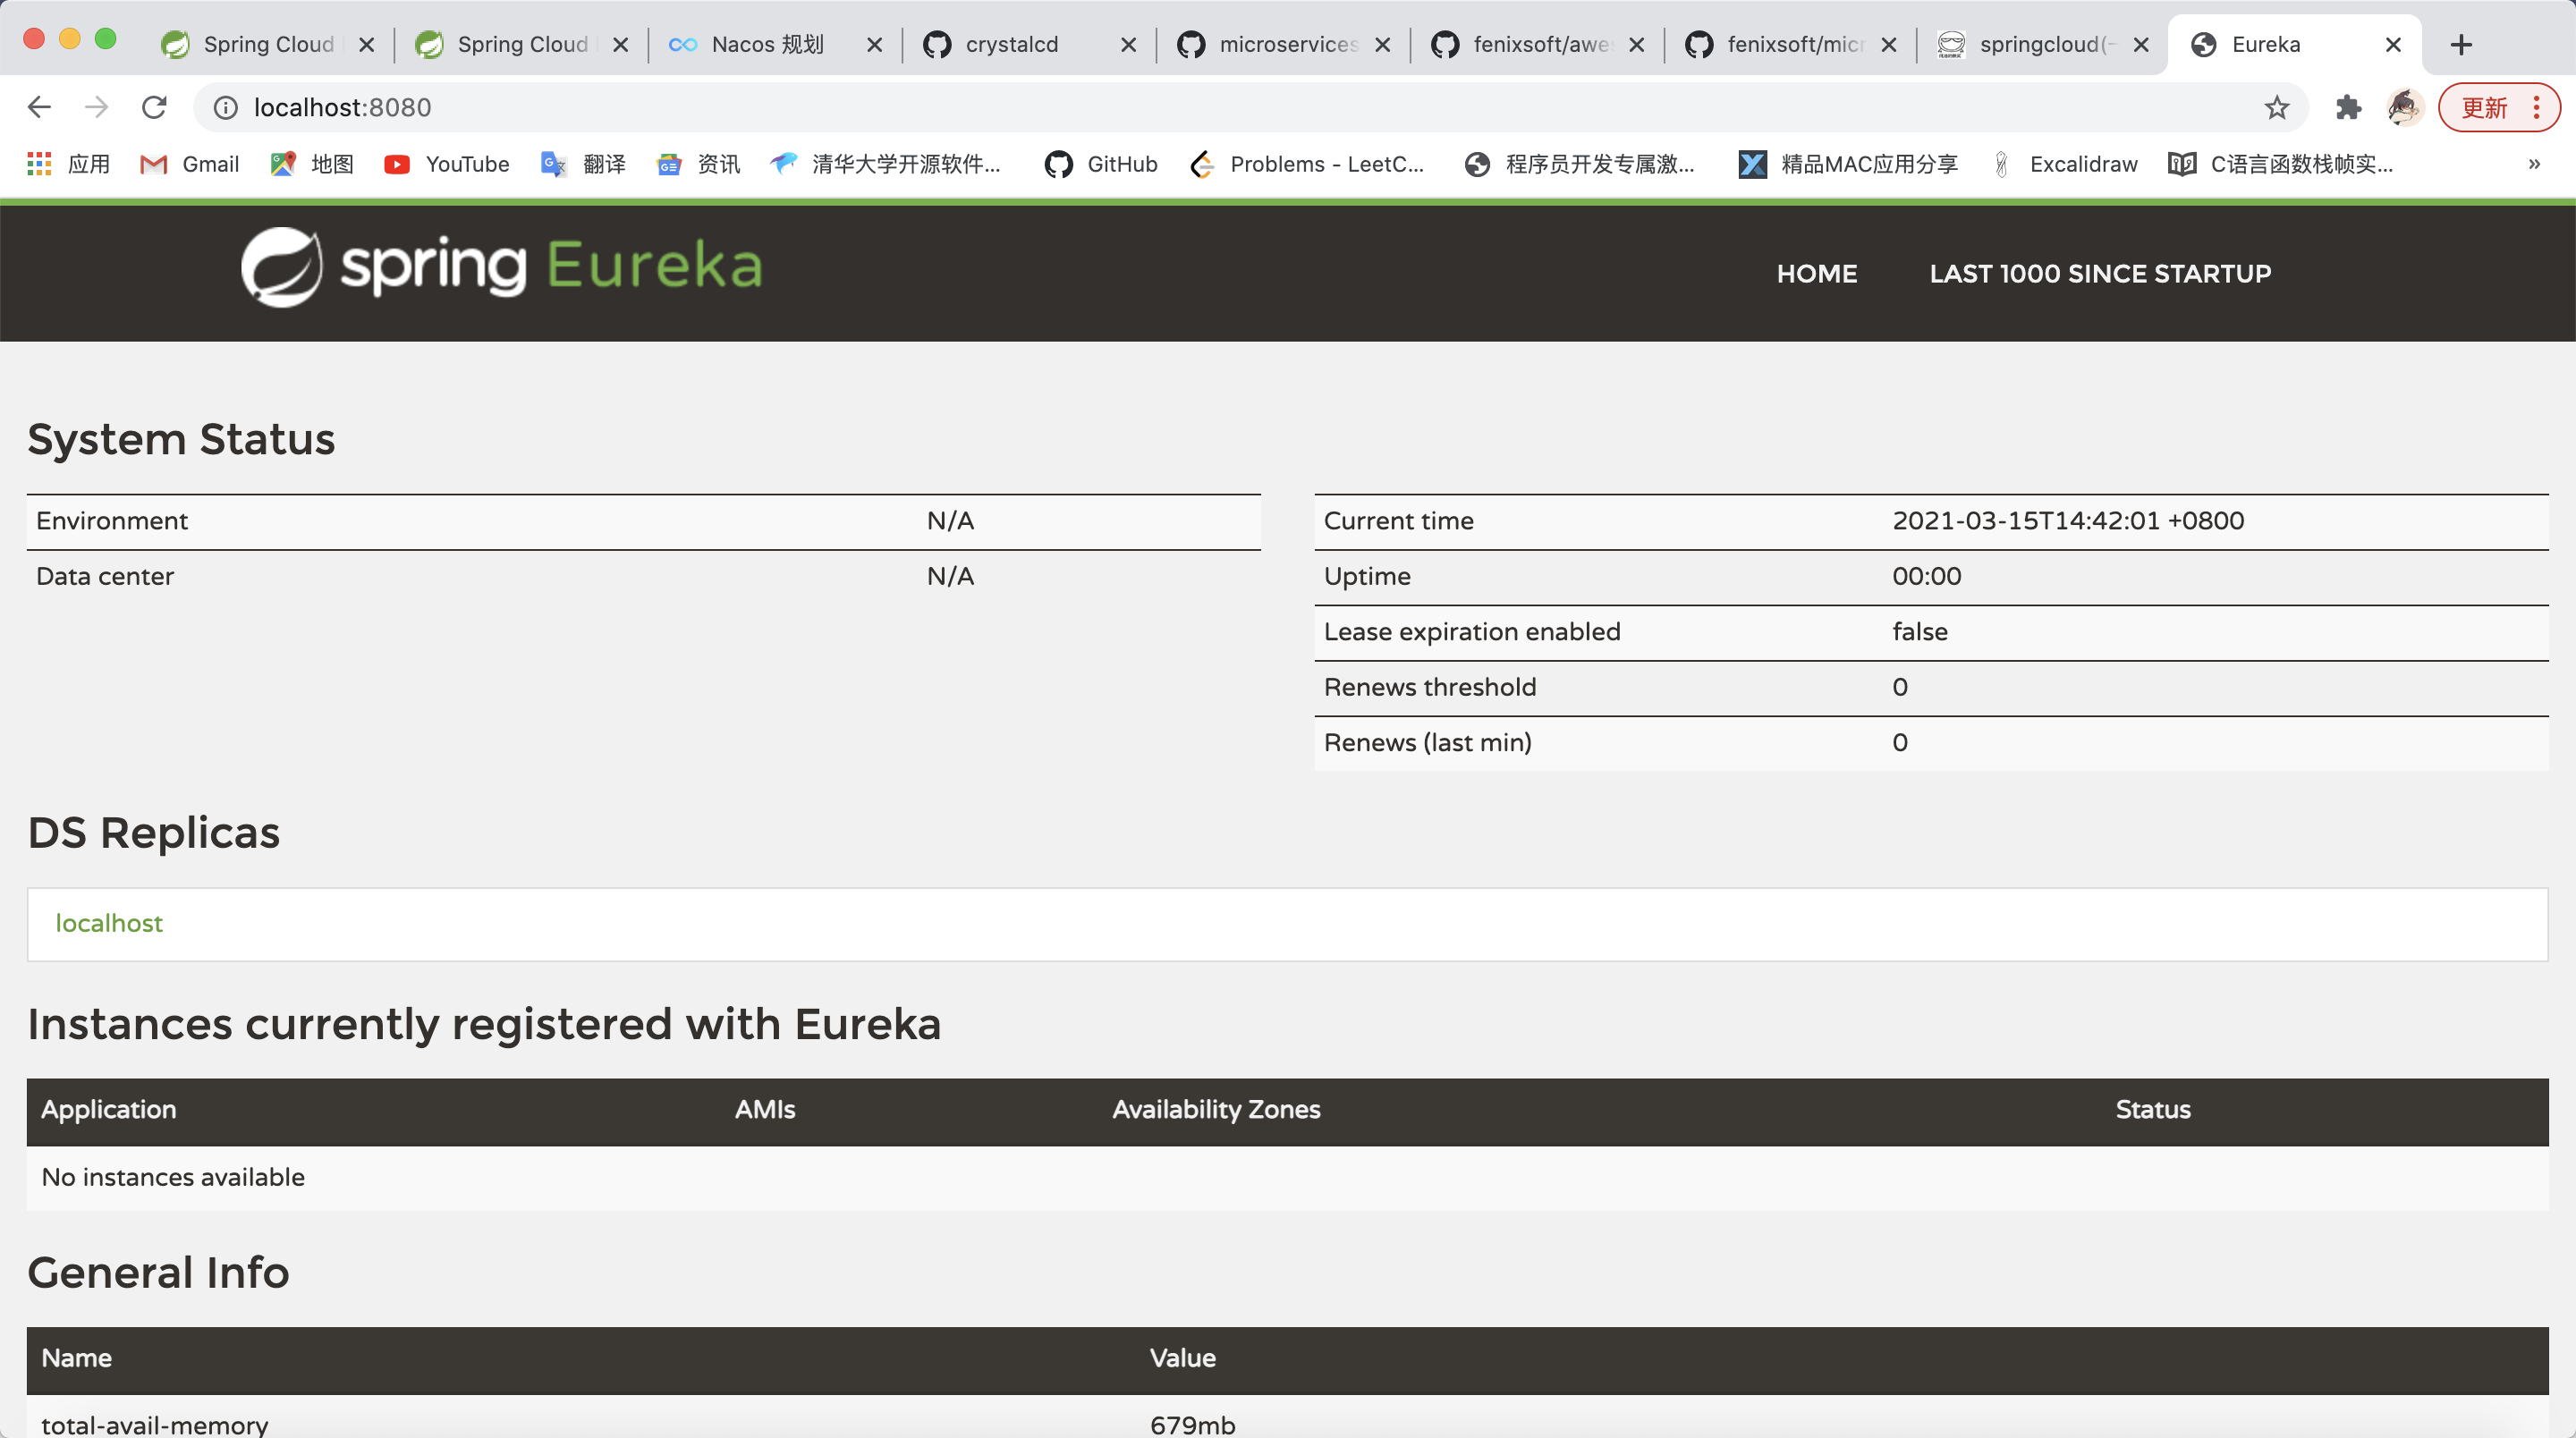 Spring Cloud
Spring Cloud
Nacos 规划
crystalcd
microservices
fenixsoft/awe
fenixsoft/micr
springcloud(
Eureka
localhost:8080
更新
应用
Gmail
地图
YouTube
翻译
资讯
清华大学开源软件...
GitHub
Problems - LeetC...
程序员开发专属激...
精品MAC应用分享
Excalidraw
C语言函数栈帧实...
»
spring Eureka
HOME
LAST 1000 SINCE STARTUP
System Status
Environment N/A
Data center N/A
Current time 2021-03-15T14:42:01 +0800
Uptime 00:00
Lease expiration enabled false
Renews threshold 0
Renews (last min) 0
DS Replicas
localhost
Instances currently registered with Eureka
Application AMIs Availability Zones Status
No instances available
General Info
Name Value
total-avail-memory 679mb